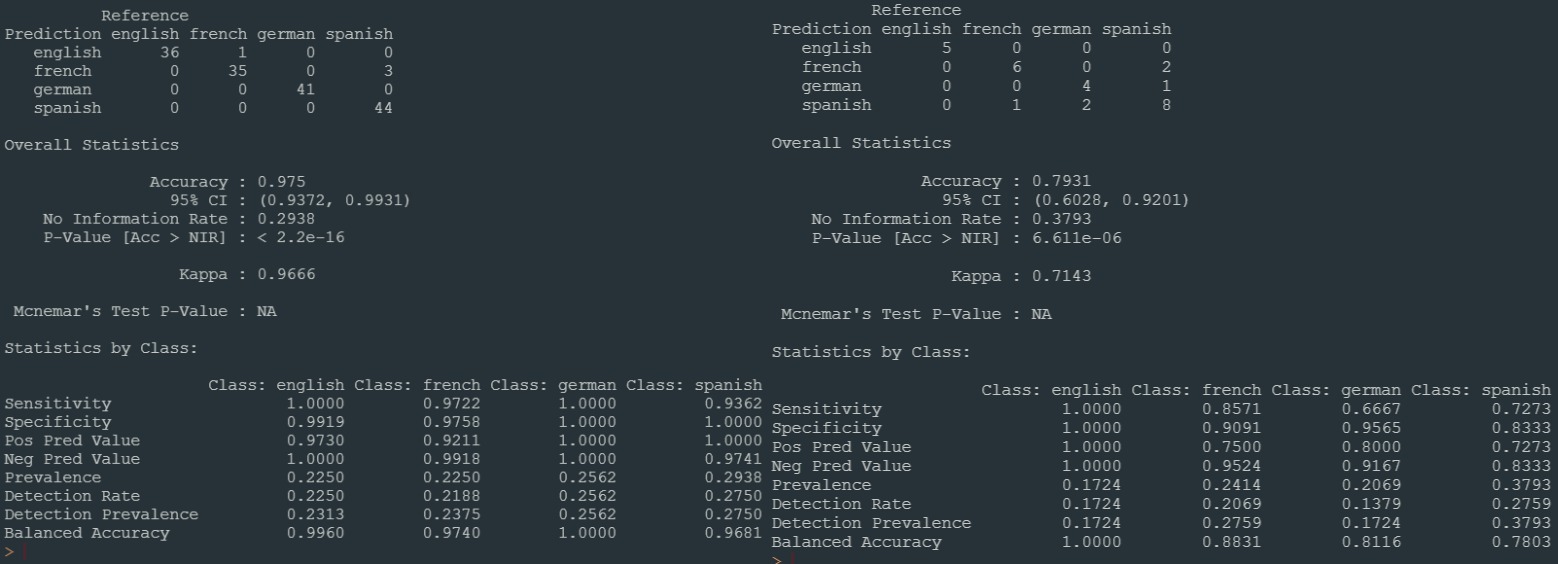 Reference
Prediction english french german spanish
english 36 1 0 0
french 0 35 0 3
german 0 0 41 0
spanish 0 0 0 44
Overall Statistics
Accuracy : 0.975
95% CI : (0.9372, 0.9931)
No Information Rate : 0.2938
P-Value [Acc > NIR] : < 2.2e-16
Kappa : 0.9666
Mcnemar's Test P-Value : NA
Statistics by Class:
Class: english Class: french Class: german Class: spanish
Sensitivity 1.0000 0.9722 1.0000 0.9362
Specificity 0.9919 0.9758 1.0000 1.0000
Pos Pred Value 0.9730 0.9211 1.0000 1.0000
Neg Pred Value 1.0000 0.9918 1.0000 0.9741
Prevalence 0.2250 0.2250 0.2562 0.2938
Detection Rate 0.2250 0.2188 0.2562 0.2750
Detection Prevalence 0.2313 0.2375 0.2562 0.2750
Balanced Accuracy 0.9960 0.9740 1.0000 0.9681
>
Reference
Prediction english french german spanish
english 5 0 0 0
french 0 6 0 2
german 0 0 4 1
spanish 0 1 2 8
Overall Statistics
Accuracy : 0.7931
95% CI : (0.6028, 0.9201)
No Information Rate : 0.3793
P-Value [Acc > NIR] : 6.611e-06
Kappa : 0.7143
Mcnemar's Test P-Value : NA
Statistics by Class:
Class: english Class: french Class: german Class: spanish
Sensitivity 1.0000 0.8571 0.6667 0.7273
Specificity 1.0000 0.9091 0.9565 0.8333
Pos Pred Value 1.0000 0.7500 0.8000 0.7273
Neg Pred Value 1.0000 0.9524 0.9167 0.8333
Prevalence 0.1724 0.2414 0.2069 0.3793
Detection Rate 0.1724 0.2069 0.1379 0.2759
Detection Prevalence 0.1724 0.2759 0.1724 0.3793
Balanced Accuracy 1.0000 0.8831 0.8116 0.7803
>